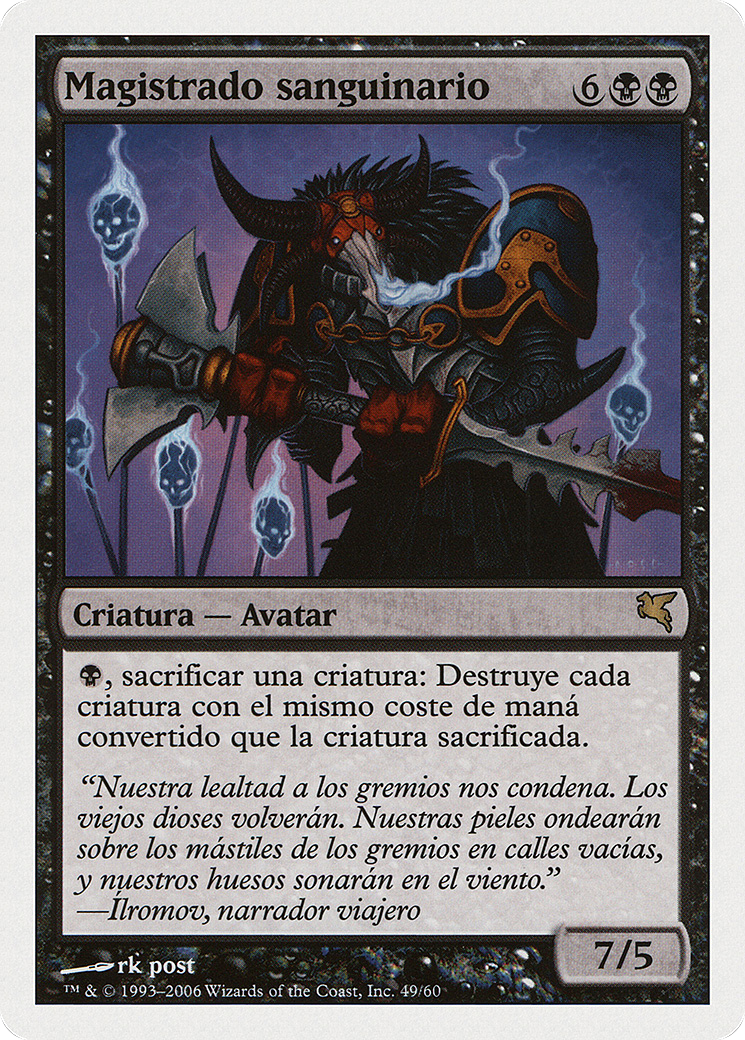 Magistrado sanguinario 6
Criatura — Avatar
, sacrificar una criatura: Destruye cada
criatura con el mismo coste de maná
convertido que la criatura sacrificada.
“Nuestra lealtad a los gremios nos condena. Los
viejos dioses volverán. Nuestras pieles ondearán
sobre los mástiles de los gremios en calles vacías,
y nuestros huesos sonarán en el viento.”
—Ílromov, narrador viajero
7/5
rk post
™ & © 1993–2006 Wizards of the Coast, Inc. 49/60